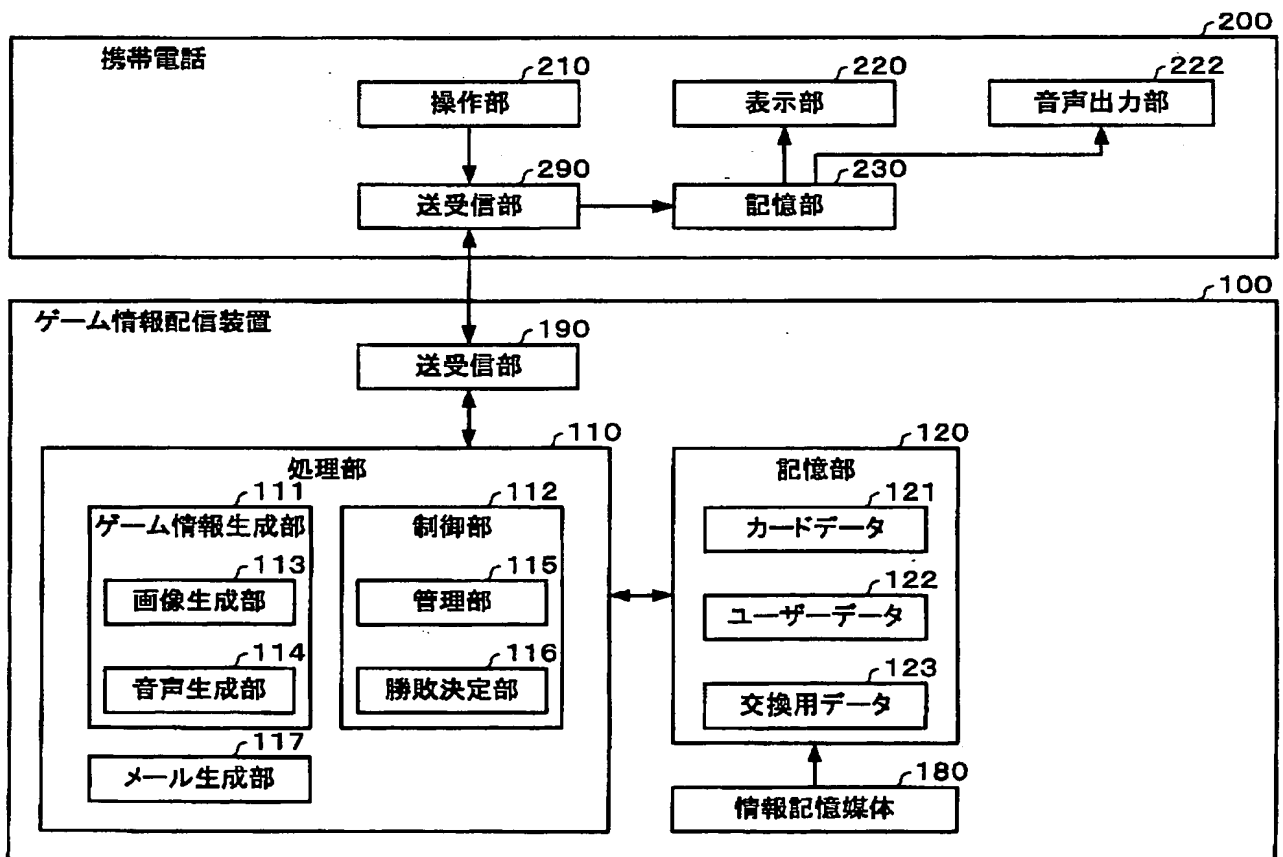 200
携帯電話
210
220
222
操作部
表示部
音声出力部
290
230
送受信部
記憶部
100
ゲーム情報配信装置
190
送受信部
110
120
処理部
記憶部
111
112
121
ゲーム情報生成部
制御部
カードデータ
113
115
122
画像生成部
管理部
ユーザーデータ
114
116
123
音声生成部
勝敗決定部
交換用データ
117
180
メール生成部
情報記憶媒体